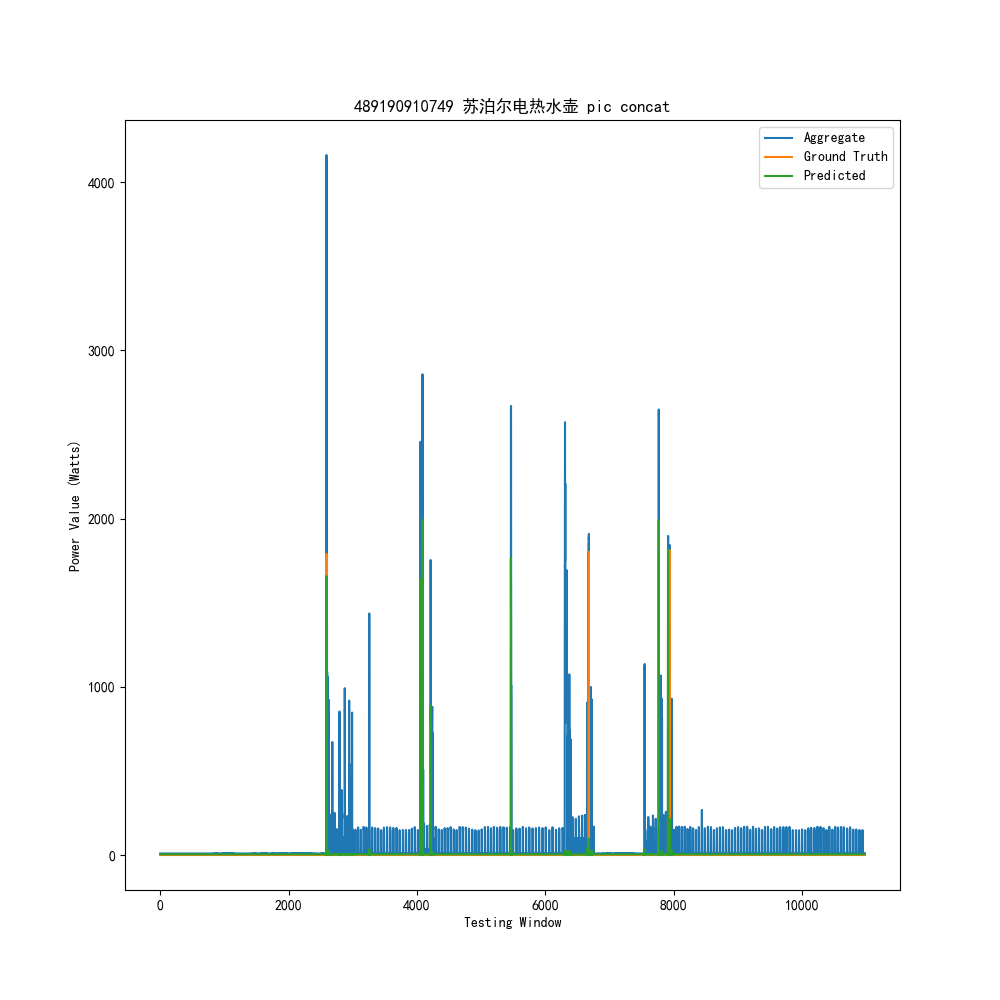 489190910749 苏泊尔电热水壶 pic concat
Aggregate
Ground Truth
Predicted
Power Value (Watts)
4000
3000
2000
1000
0
0 2000 4000 6000 8000 10000
Testing Window